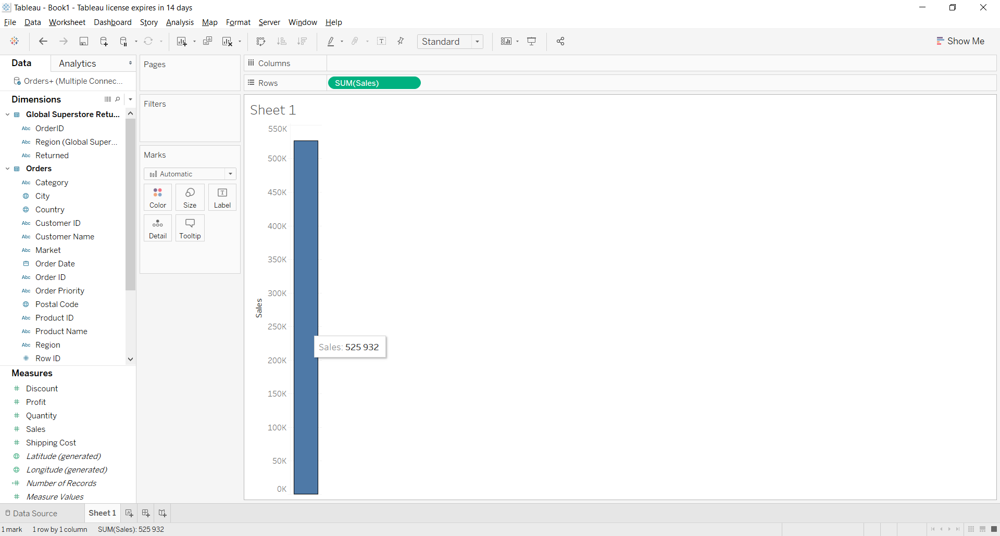 Tableau - Book1 - Tableau license expires in 14 days
File Data Worksheet Dashboard Story Analysis Map Format Server Window Help
Standard
Show Me
Data Analytics
Orders+ (Multiple Connec...
Dimensions
Global Superstore Retu...
Abc OrderID
Abc Region (Global Super...
Abc Returned
Orders
Abc Category
City
Country
Abc Customer ID
Abc Customer Name
Abc Market
Order Date
Abc Order ID
Abc Order Priority
Postal Code
Abc Product ID
Abc Product Name
Abc Region
# Row ID
Measures
# Discount
# Profit
# Quantity
# Sales
# Shipping Cost
Latitude (generated)
Longitude (generated)
=# Number of Records
# Measure Values
Pages
Filters
Marks
Automatic
Color Size Label
Detail Tooltip
Columns
Rows SUM(Sales)
Sheet 1
550K
500K
450K
400K
350K
300K
250K
200K
150K
100K
50K
0K
Sales
Sales: 525 932
Data Source Sheet 1
1 mark 1 row by 1 column SUM(Sales): 525 932